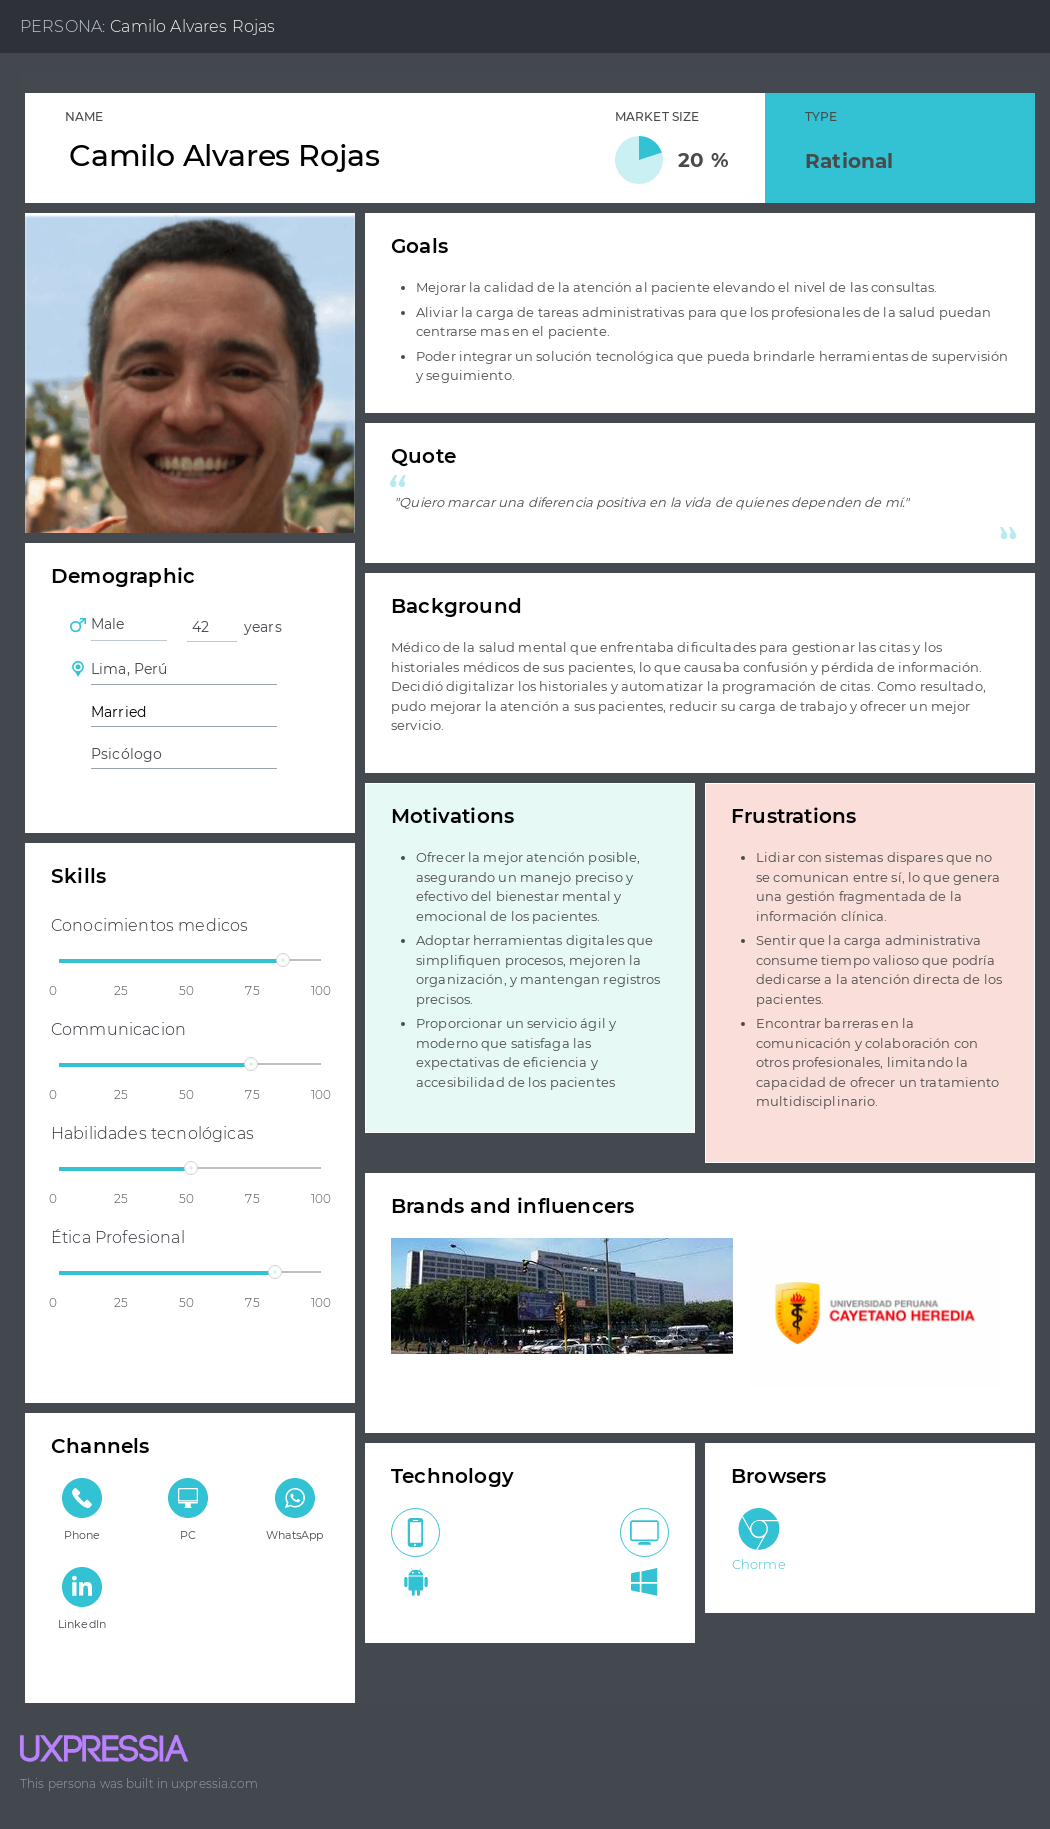 PERSONA: Camilo Alvares Rojas
NAME
Camilo Alvares Rojas
MARKET SIZE
20 %
TYPE
Rational
Goals
Mejorar la calidad de la atención al paciente elevando el nivel de las consultas.
Aliviar la carga de tareas administrativas para que los profesionales de la salud puedan
centrarse mas en el paciente.
Poder integrar un solución tecnológica que pueda brindarle herramientas de supervisión
y seguimiento.
Quote
"Quiero marcar una diferencia positiva en la vida de quienes dependen de mí."
Demographic
Male
42 years
Lima, Perú
Married
Psicólogo
Background
Médico de la salud mental que enfrentaba dificultades para gestionar las citas y los
historiales médicos de sus pacientes, lo que causaba confusión y pérdida de información.
Decidió digitalizar los historiales y automatizar la programación de citas. Como resultado,
pudo mejorar la atención a sus pacientes, reducir su carga de trabajo y ofrecer un mejor
servicio.
Skills
Conocimientos medicos
0 25 50 75 100
Communicacion
0 25 50 75 100
Habilidades tecnológicas
0 25 50 75 100
Ética Profesional
0 25 50 75 100
Motivations
Ofrecer la mejor atención posible,
asegurando un manejo preciso y
efectivo del bienestar mental y
emocional de los pacientes.
Adoptar herramientas digitales que
simplifiquen procesos, mejoren la
organización, y mantengan registros
precisos.
Proporcionar un servicio ágil y
moderno que satisfaga las
expectativas de eficiencia y
accesibilidad de los pacientes
Frustrations
Lidiar con sistemas dispares que no
se comunican entre sí, lo que genera
una gestión fragmentada de la
información clínica.
Sentir que la carga administrativa
consume tiempo valioso que podría
dedicarse a la atención directa de los
pacientes.
Encontrar barreras en la
comunicación y colaboración con
otros profesionales, limitando la
capacidad de ofrecer un tratamiento
multidisciplinario.
Brands and influencers
UNIVERSIDAD PERUANA
CAYETANO HEREDIA
Channels
Phone
PC
WhatsApp
LinkedIn
Technology
Browsers
Chorme
UXPRESSIA
This persona was built in uxpressia.com